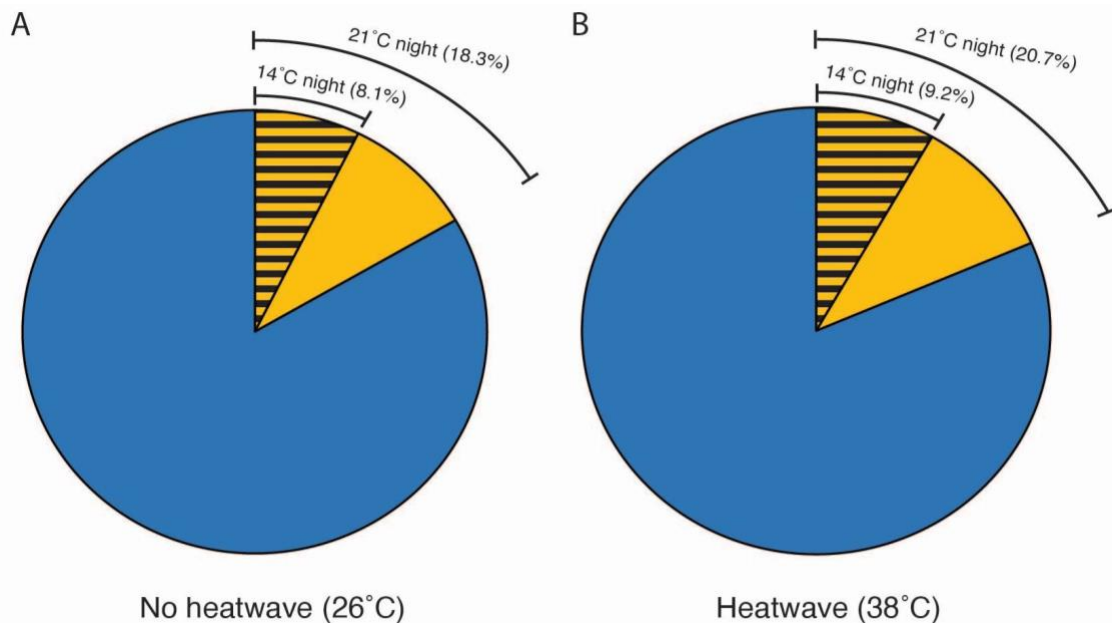 A
21˚C night (18.3%)
14˚C night (8.1%)
No heatwave (26˚C)
B
21˚C night (20.7%)
14˚C night (9.2%)
Heatwave (38˚C)